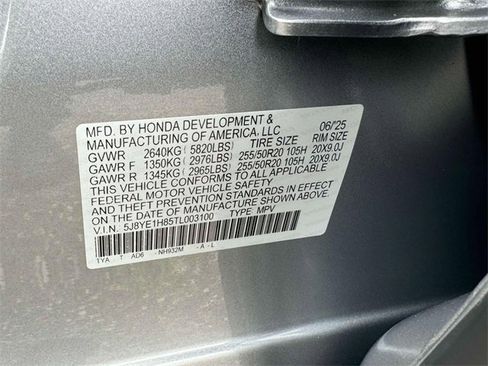 MFD. BY HONDA DEVELOPMENT & 06/'25
MANUFACTURING OF AMERICA, LLC
TIRE SIZE RIM SIZE
GVWR 2640KG ( 5820LBS)
GAWR F 1350KG ( 2976LBS) 255/50R20 105H 20X9.0J
GAWR R 1345KG ( 2965LBS) 255/50R20 105H 20X9.0J
THIS VEHICLE CONFORMS TO ALL APPLICABLE
FEDERAL MOTOR VEHICLE SAFETY
AND THEFT PREVENTION STANDARDS IN EFFECT
ON THE DATE OF MANUFACTURE SHOWN ABOVE.
V.I.N. 5J8YE1H85TL003100 TYPE: MPV
1YA - T AD6 - NH932M - A - L